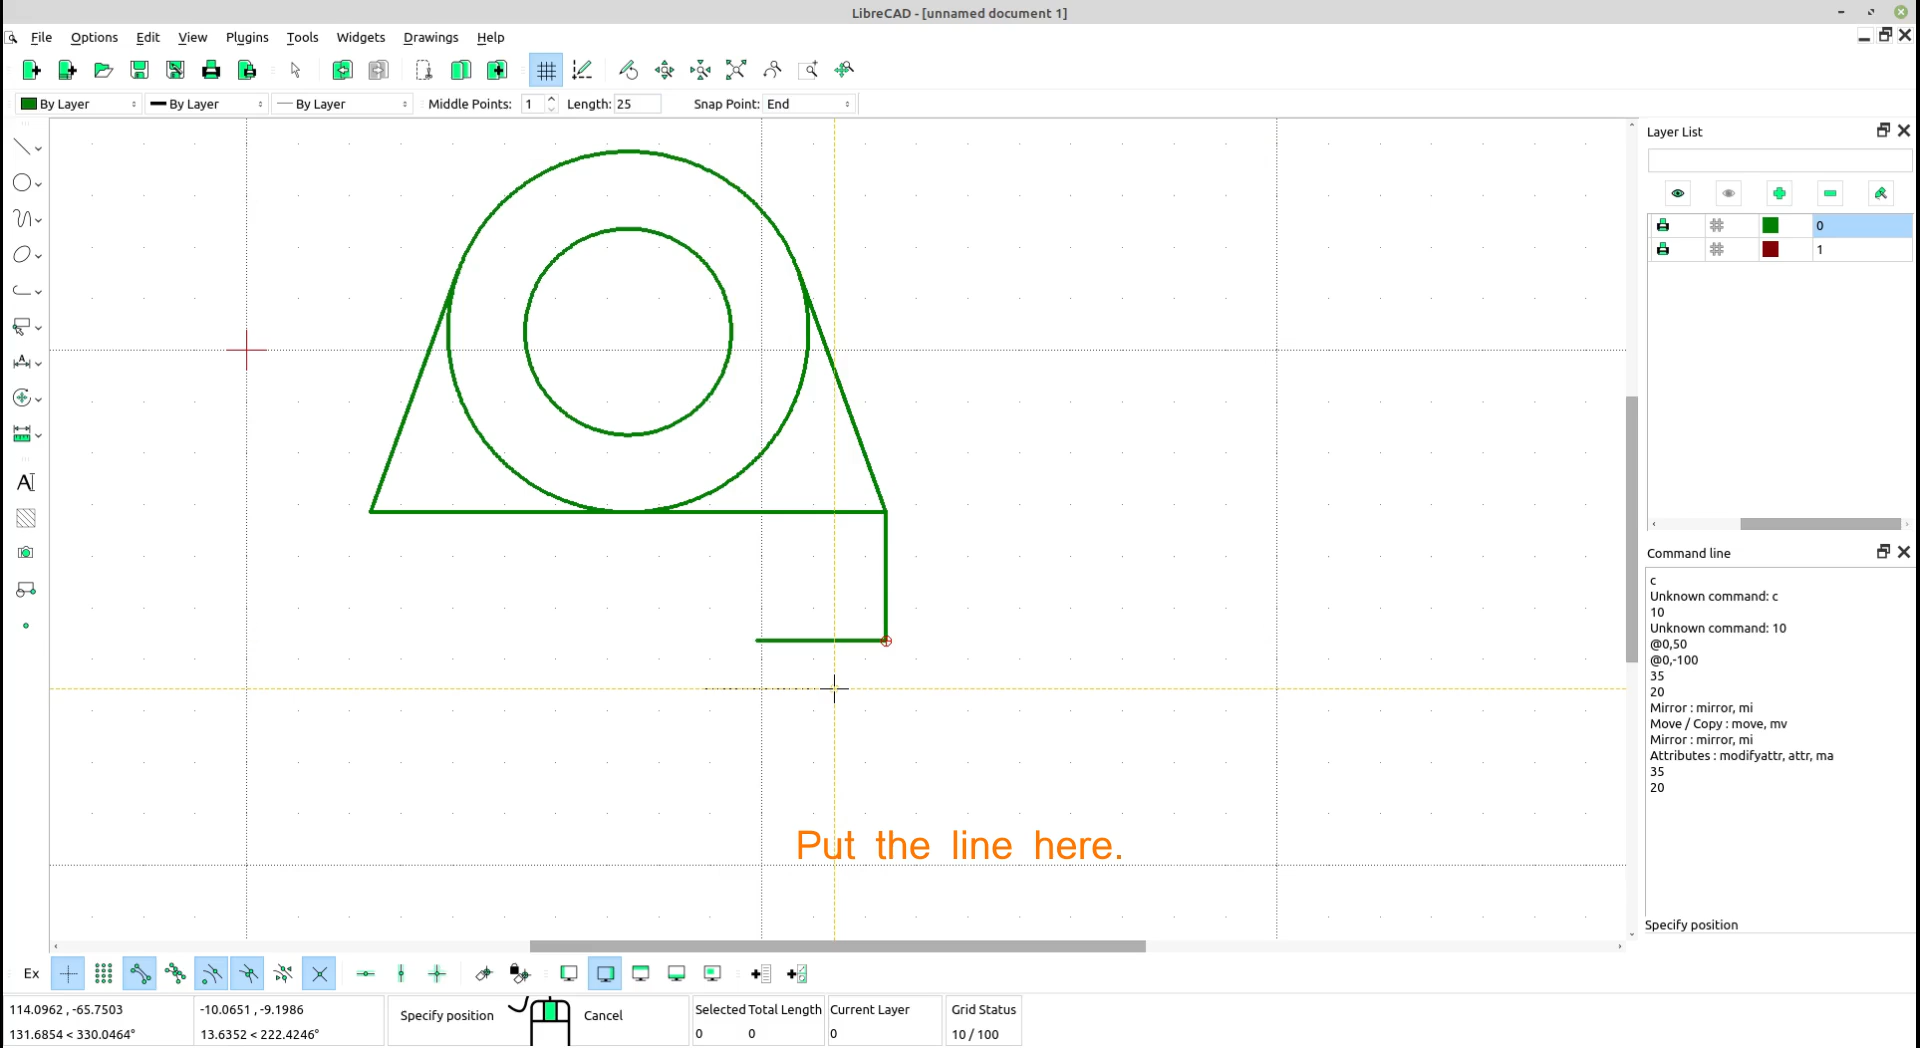 LibreCAD - [unnamed document 1]
File Options Edit View Plugins Tools Widgets Drawings Help
By Layer By Layer By Layer Middle Points: 1 Length: 25 Snap Point: End
Layer List
0
1
Command line
c
Unknown command: c
10
Unknown command: 10
@0,50
@0,-100
35
20
Mirror : mirror, mi
Move / Copy : move, mv
Mirror : mirror, mi
Attributes : modifyattr, attr, ma
35
20
Put the line here.
Specify position
Ex
114.0962 , -65.7503
131.6854 < 330.0464°
-10.0651 , -9.1986
13.6352 < 222.4246°
Specify position
Cancel
Selected Total Length
0 0
Current Layer
0
Grid Status
10 / 100